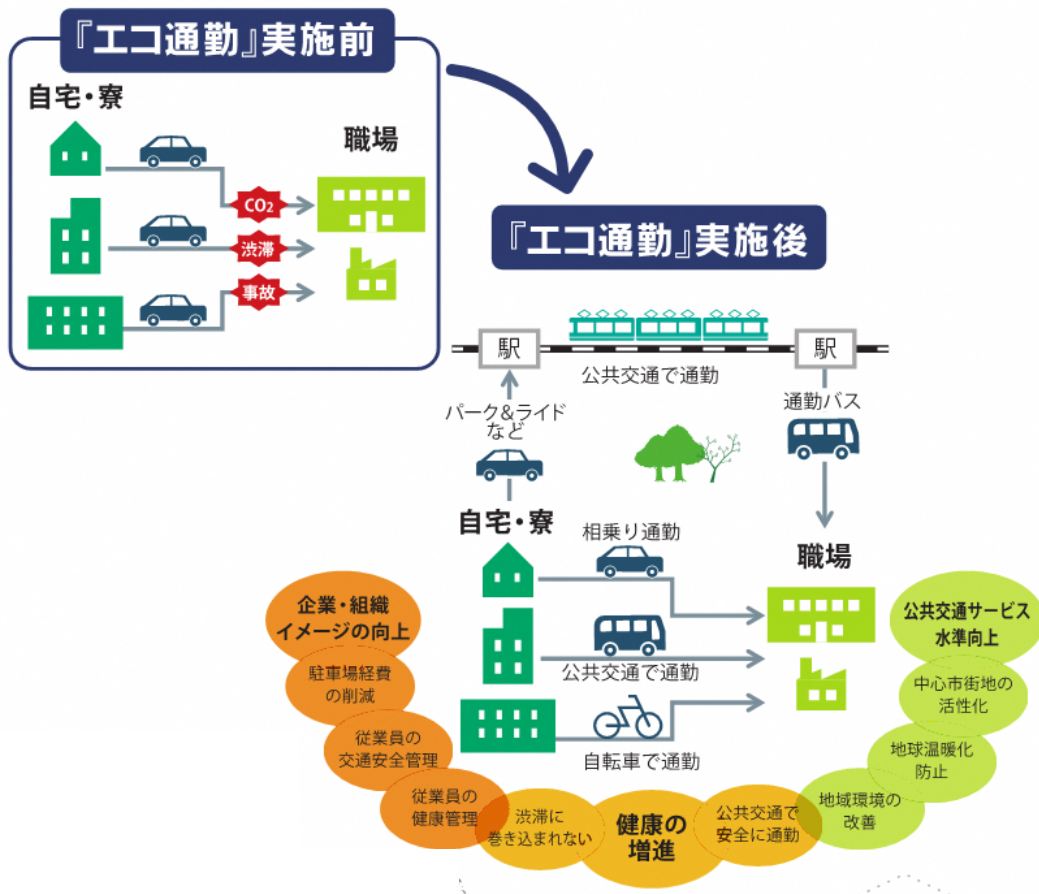 『エコ通勤』実施前
自宅・寮
職場
CO₂
渋滞
事故
『エコ通勤』実施後
駅
駅
公共交通で通勤
パーク&ライド
など
通勤バス
自宅・寮
相乗り通勤
職場
公共交通で通勤
自転車で通勤
企業・組織
イメージの向上
駐車場経費
の削減
従業員の
交通安全管理
従業員の
健康管理
渋滞に
巻き込まれない
健康の
増進
公共交通で
安全に通勤
地域環境の
改善
地球温暖化
防止
中心市街地の
活性化
公共交通サービス
水準向上